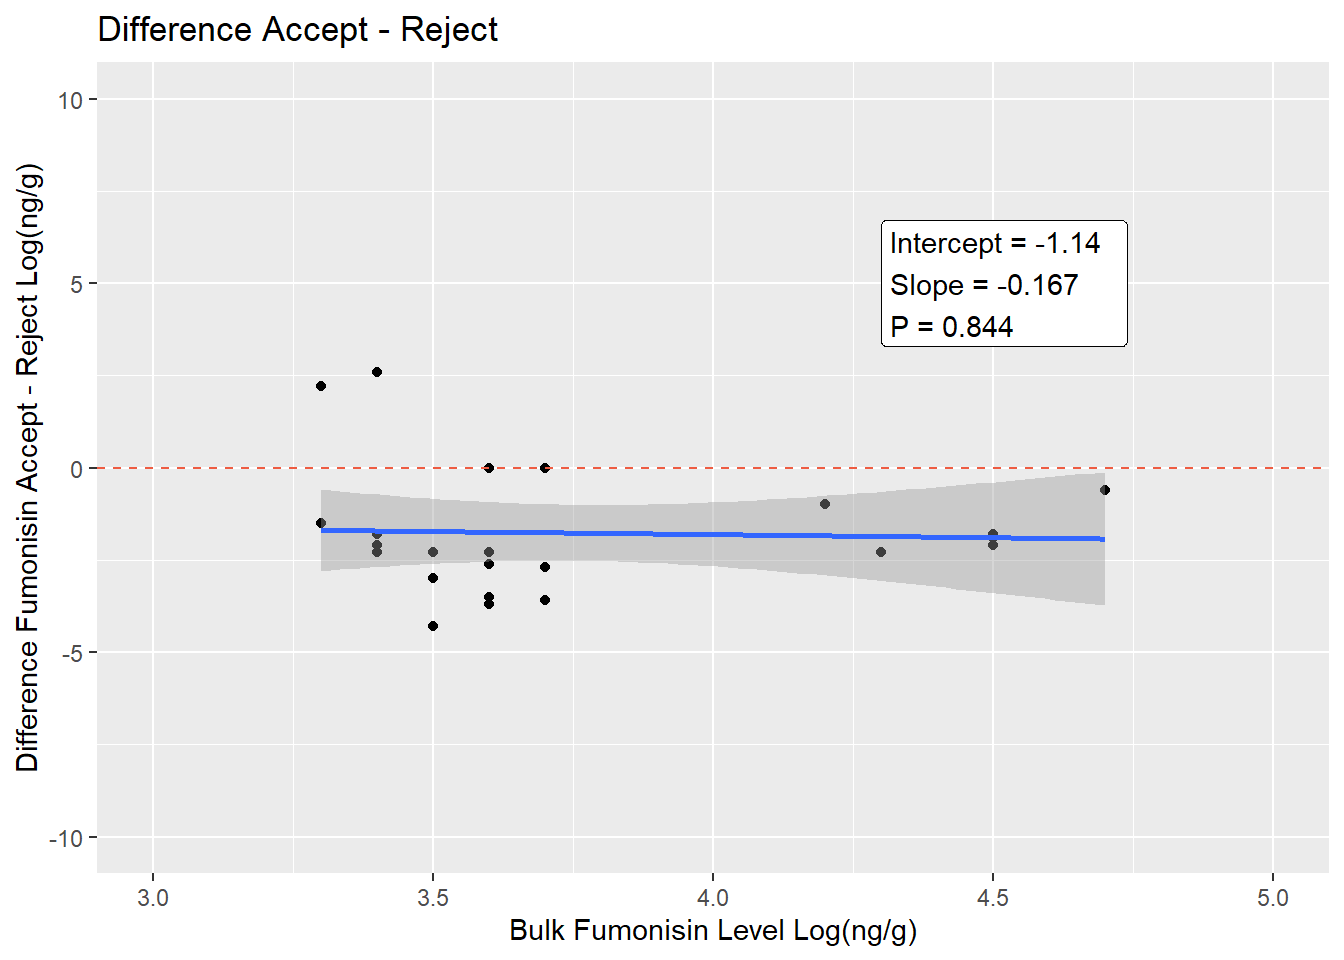 Difference Accept - Reject
Difference Fumonisin Accept - Reject Log(ng/g)
10
5
0
-5
-10
Intercept = -1.14
Slope = -0.167
P = 0.844
3.0
3.5
4.0
4.5
5.0
Bulk Fumonisin Level Log(ng/g)